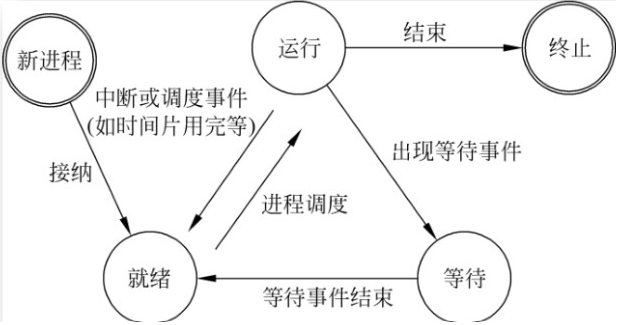 新进程
运行
结束
终止
中断或调度事件
(如时间片用完等)
接纳
出现等待事件
进程调度
就绪
等待
等待事件结束